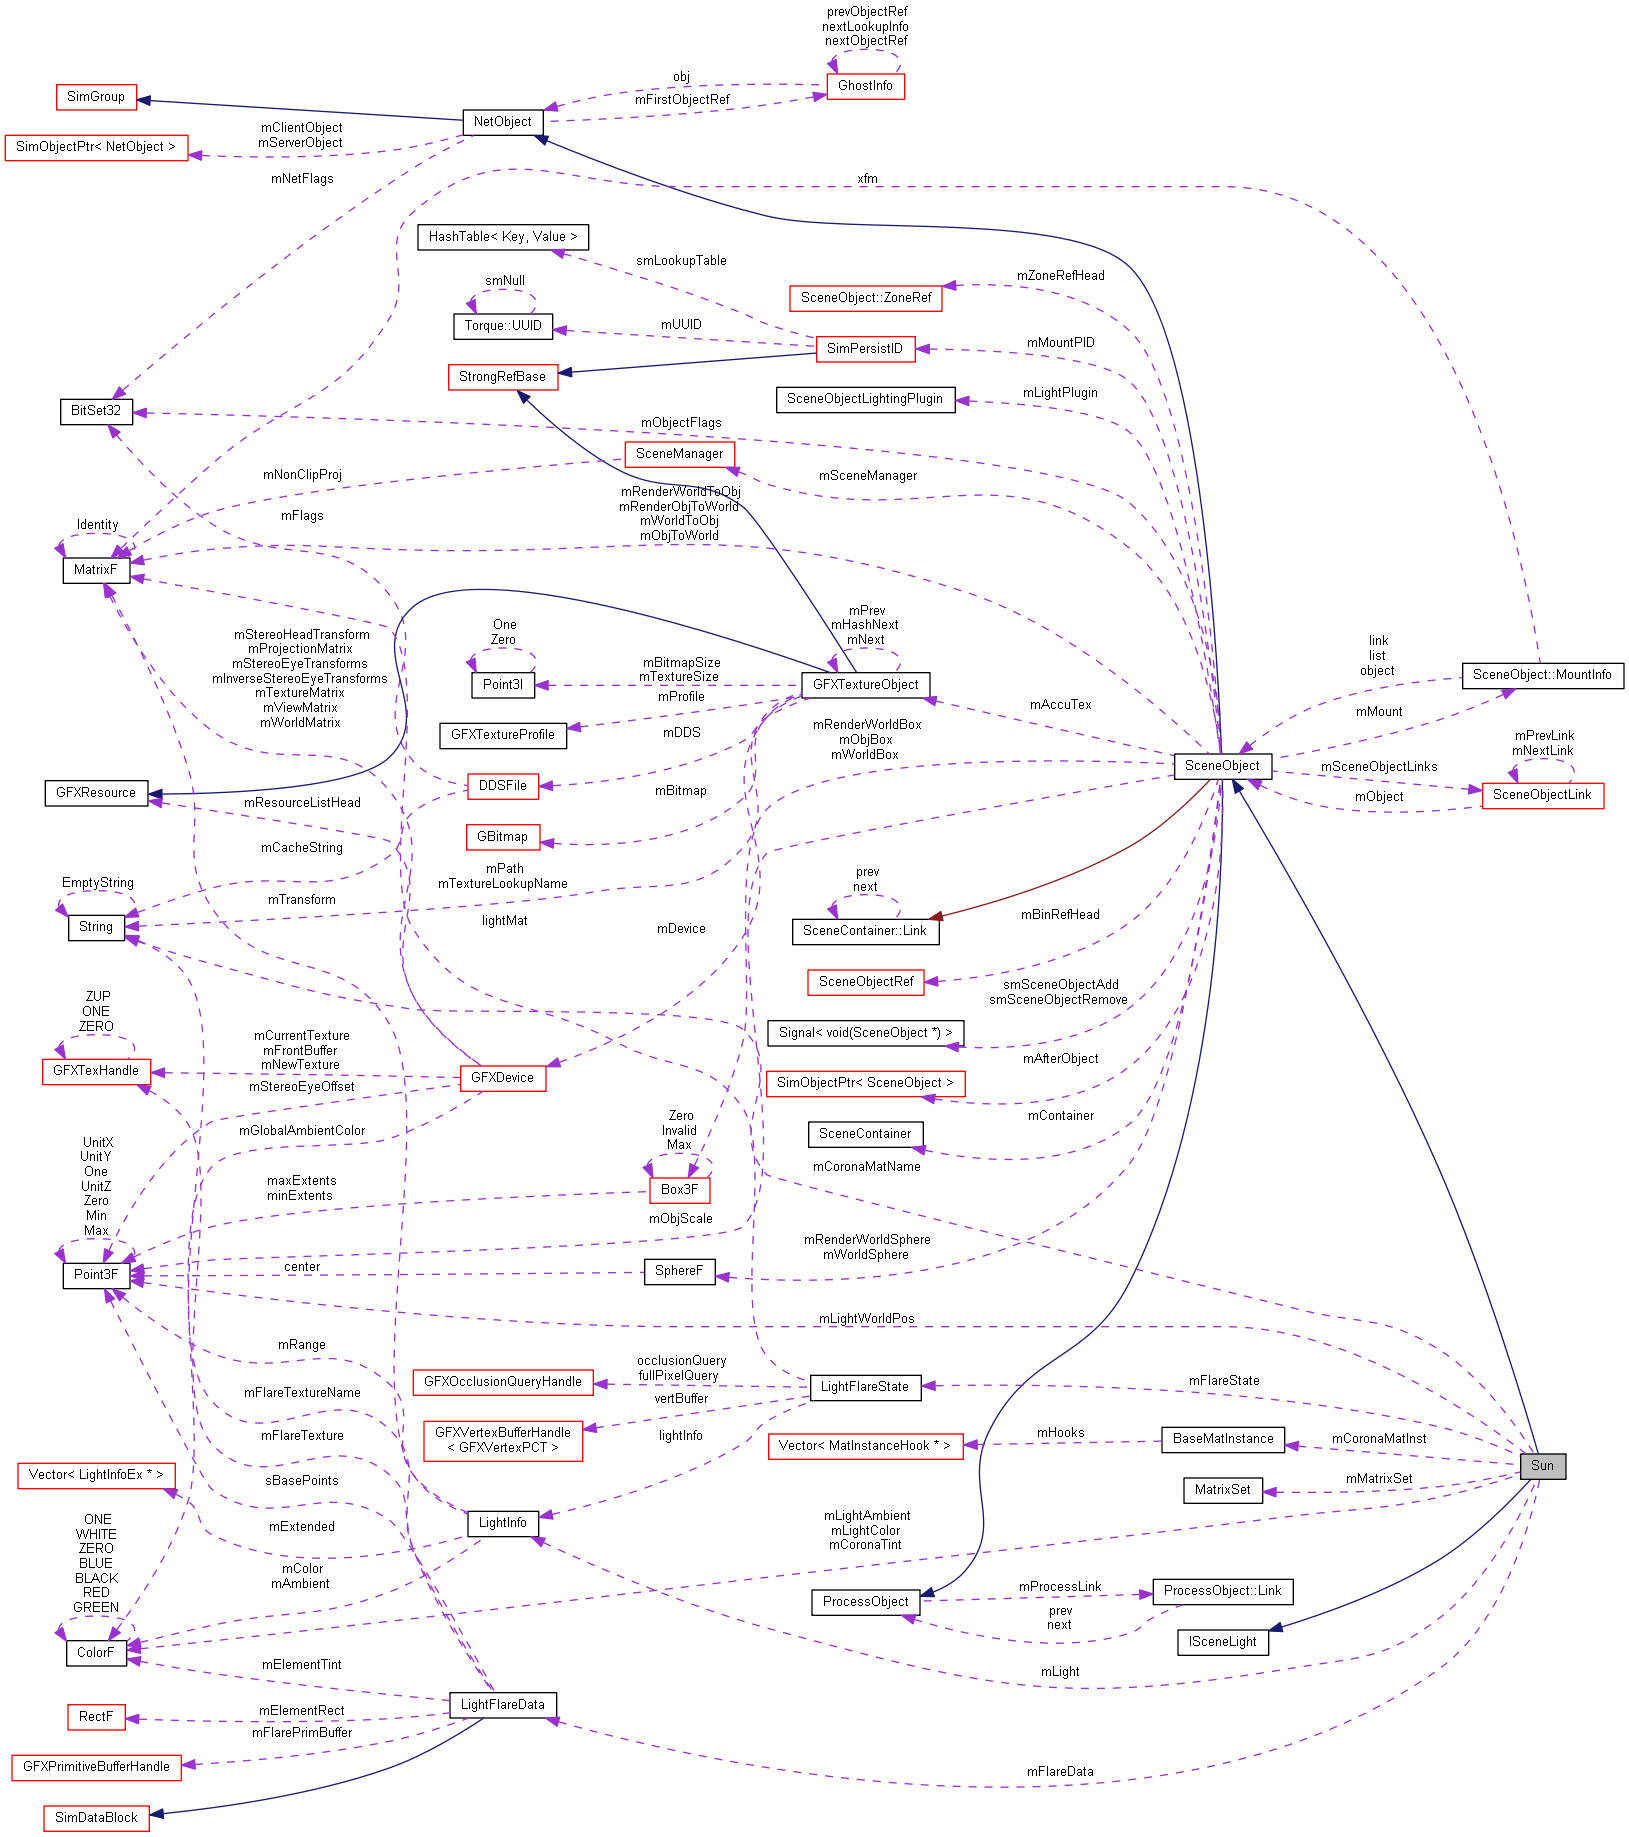 prevObjectRef
nextLookupInfo
nextObjectRef
obj
GhostInfo
SimGroup
mFirstObjectRef
NetObject
mClientObject
mServerObject
SimObjectPtr< NetObject >
mNetFlags
xfm
HashTable< Key, Value >
smLookupTable
mZoneRefHead
smNull
SceneObject::ZoneRef
Torque::UUID
mUUID
mMountPID
SimPersistID
StrongRefBase
SceneObjectLightingPlugin
mLightPlugin
BitSet32
mObjectFlags
SceneManager
mNonClipProj
mSceneManager
mRenderWorldToObj
mRenderObjToWorld
mWorldToObj
mObjToWorld
mFlags
Identity
MatrixF
mPrev
mHashNext
mNext
One
Zero
mStereoHeadTransform
mProjectionMatrix
mStereoEyeTransforms
mInverseStereoEyeTransforms
mTextureMatrix
mViewMatrix
mWorldMatrix
link
list
object
mBitmapSize
mTextureSize
Point3I
GFXTextureObject
SceneObject::MountInfo
mProfile
mAccuTex
mMount
GFXTextureProfile
mDDS
mRenderWorldBox
mObjBox
mWorldBox
mPrevLink
mNextLink
SceneObject
mSceneObjectLinks
GFXResource
DDSFile
mBitmap
mObject
SceneObjectLink
mResourceListHead
GBitmap
mCacheString
mPath
mTextureLookupName
prev
next
EmptyString
mTransform
lightMat
mBinRefHead
String
mDevice
SceneContainer::Link
SceneObjectRef
smSceneObjectAdd
smSceneObjectRemove
ZUP
ONE
ZERO
mCurrentTexture
mFrontBuffer
mNewTexture
Signal< void(SceneObject *) >
mAfterObject
GFXTexHandle
GFXDevice
mStereoEyeOffset
SimObjectPtr< SceneObject >
mContainer
mGlobalAmbientColor
Zero
Invalid
Max
SceneContainer
UnitX
UnitY
One
UnitZ
Zero
Min
Max
mCoronaMatName
maxExtents
minExtents
Box3F
mObjScale
mRenderWorldSphere
mWorldSphere
Point3F
center
SphereF
mLightWorldPos
mRange
occlusionQuery
fullPixelQuery
GFXOcclusionQueryHandle
LightFlareState
mFlareState
mFlareTextureName
vertBuffer
GFXVertexBufferHandle
< GFXVertexPCT >
mFlareTexture
lightInfo
Vector< MatInstanceHook * >
mHooks
BaseMatInstance
mCoronaMatInst
Sun
Vector< LightInfoEx * >
sBasePoints
MatrixSet
mMatrixSet
mExtended
LightInfo
mLightAmbient
mLightColor
mCoronaTint
ONE
WHITE
ZERO
BLUE
BLACK
RED
GREEN
mColor
mAmbient
ProcessObject
mProcessLink
ProcessObject::Link
prev
next
ColorF
ISceneLight
mElementTint
mLight
LightFlareData
RectF
mElementRect
mFlarePrimBuffer
GFXPrimitiveBufferHandle
mFlareData
SimDataBlock